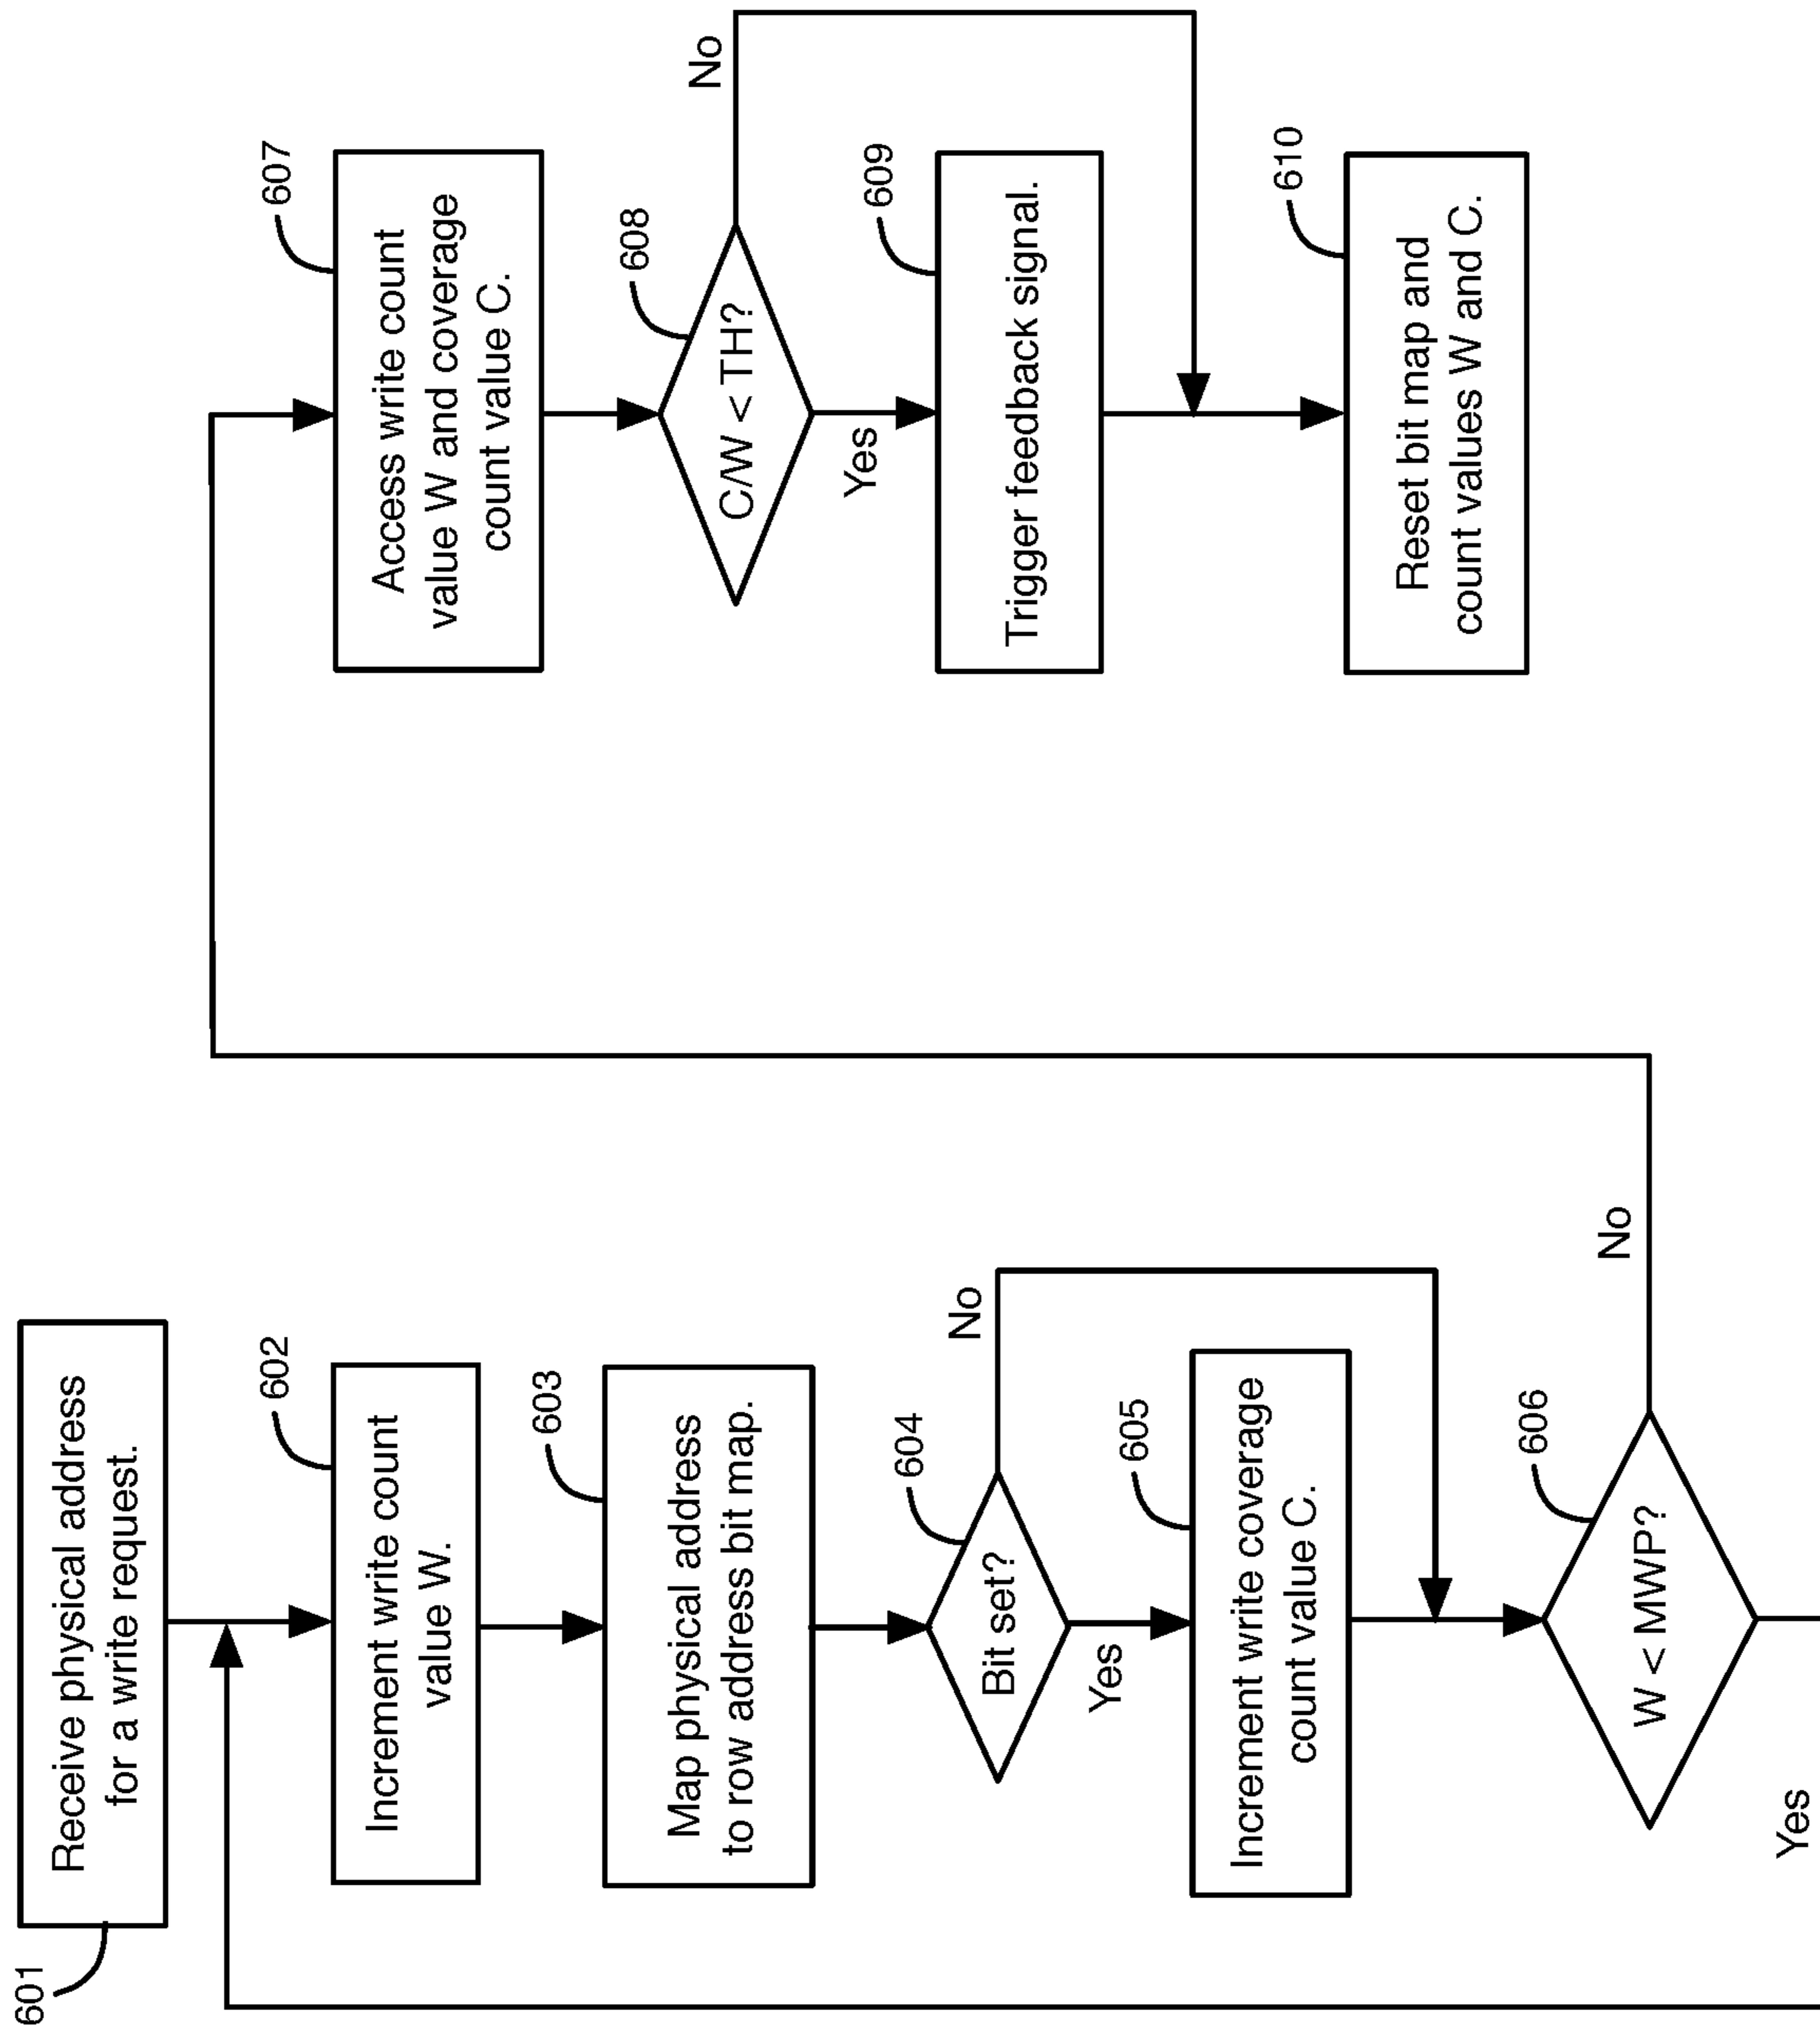 601
Receive physical address
for a write request.
602
Increment write count
value W.
603
Map physical address
to row address bit map.
604
Bit set?
No
Yes
605
Increment write coverage
count value C.
606
W < MWP?
No
Yes
607
Access write count
value W and coverage
count value C.
608
C/W < TH?
No
Yes
609
Trigger feedback signal.
610
Reset bit map and
count values W and C.